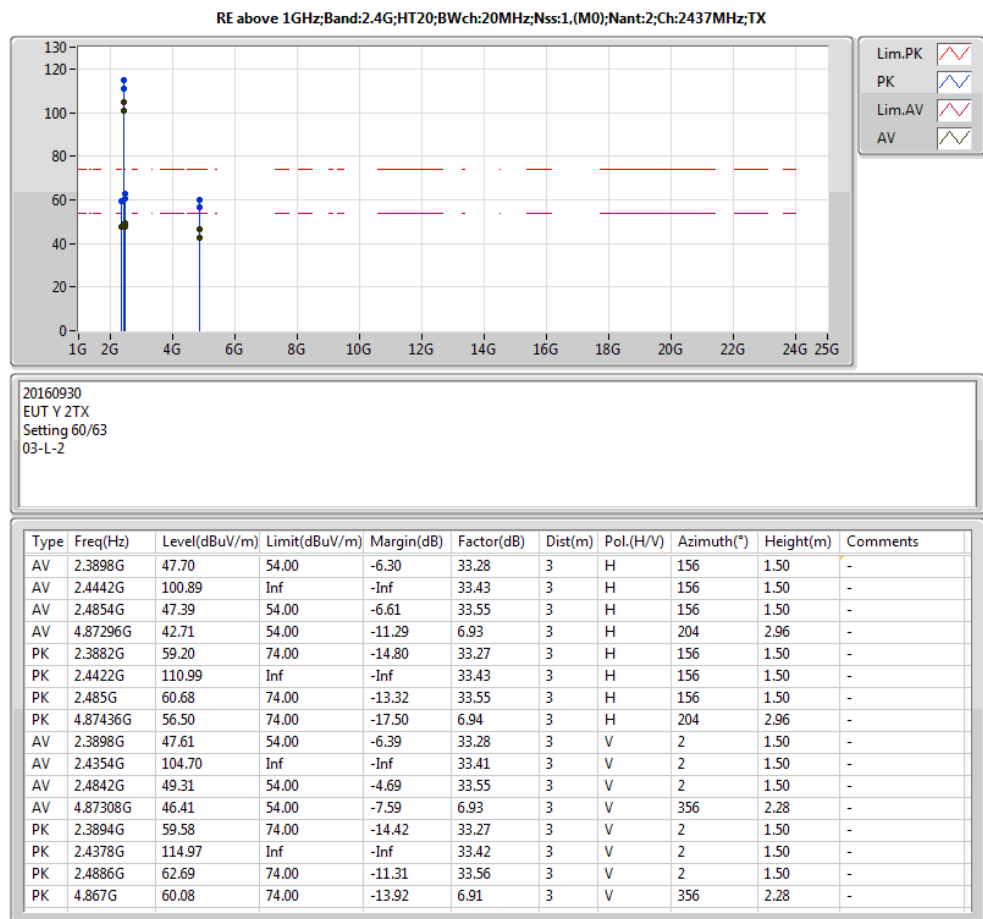 RE above 1GHz;Band:2.4G;HT20;BWch:20MHz;Nss:1,(M0);Nant:2;Ch:2437MHz;TX
130
120
100
80
60
40
20
0
1G 2G 4G 6G 8G 10G 12G 14G 16G 18G 20G 22G 24G 25G
Lim.PK
PK
Lim.AV
AV
20160930
EUT Y 2TX
Setting 60/63
03-L-2
Type Freq(Hz) Level(dBuV/m) Limit(dBuV/m) Margin(dB) Factor(dB) Dist(m) Pol.(H/V) Azimuth(°) Height(m) Comments
AV 2.3898G 47.70 54.00 -6.30 33.28 3 H 156 1.50 -
AV 2.4442G 100.89 Inf -Inf 33.43 3 H 156 1.50 -
AV 2.4854G 47.39 54.00 -6.61 33.55 3 H 156 1.50 -
AV 4.87296G 42.71 54.00 -11.29 6.93 3 H 204 2.96 -
PK 2.3882G 59.20 74.00 -14.80 33.27 3 H 156 1.50 -
PK 2.4422G 110.99 Inf -Inf 33.43 3 H 156 1.50 -
PK 2.485G 60.68 74.00 -13.32 33.55 3 H 156 1.50 -
PK 4.87436G 56.50 74.00 -17.50 6.94 3 H 204 2.96 -
AV 2.3898G 47.61 54.00 -6.39 33.28 3 V 2 1.50 -
AV 2.4354G 104.70 Inf -Inf 33.41 3 V 2 1.50 -
AV 2.4842G 49.31 54.00 -4.69 33.55 3 V 2 1.50 -
AV 4.87308G 46.41 54.00 -7.59 6.93 3 V 356 2.28 -
PK 2.3894G 59.58 74.00 -14.42 33.27 3 V 2 1.50 -
PK 2.4378G 114.97 Inf -Inf 33.42 3 V 2 1.50 -
PK 2.4886G 62.69 74.00 -11.31 33.56 3 V 2 1.50 -
PK 4.867G 60.08 74.00 -13.92 6.91 3 V 356 2.28 -